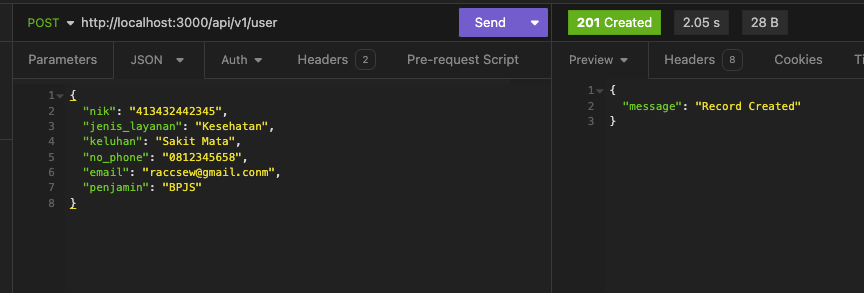 POST http://localhost:3000/api/v1/user Send 201 Created 2.05 s 28 B
Parameters JSON Auth Headers 2 Pre-request Script Preview Headers 8 Cookies Ti
1 {
2 "nik": "413432442345",
3 "jenis_layanan": "Kesehatan",
4 "keluhan": "Sakit Mata",
5 "no_phone": "0812345658",
6 "email": "raccsew@gmail.conm",
7 "penjamin": "BPJS"
8 }
1 {
2 "message": "Record Created"
3 }